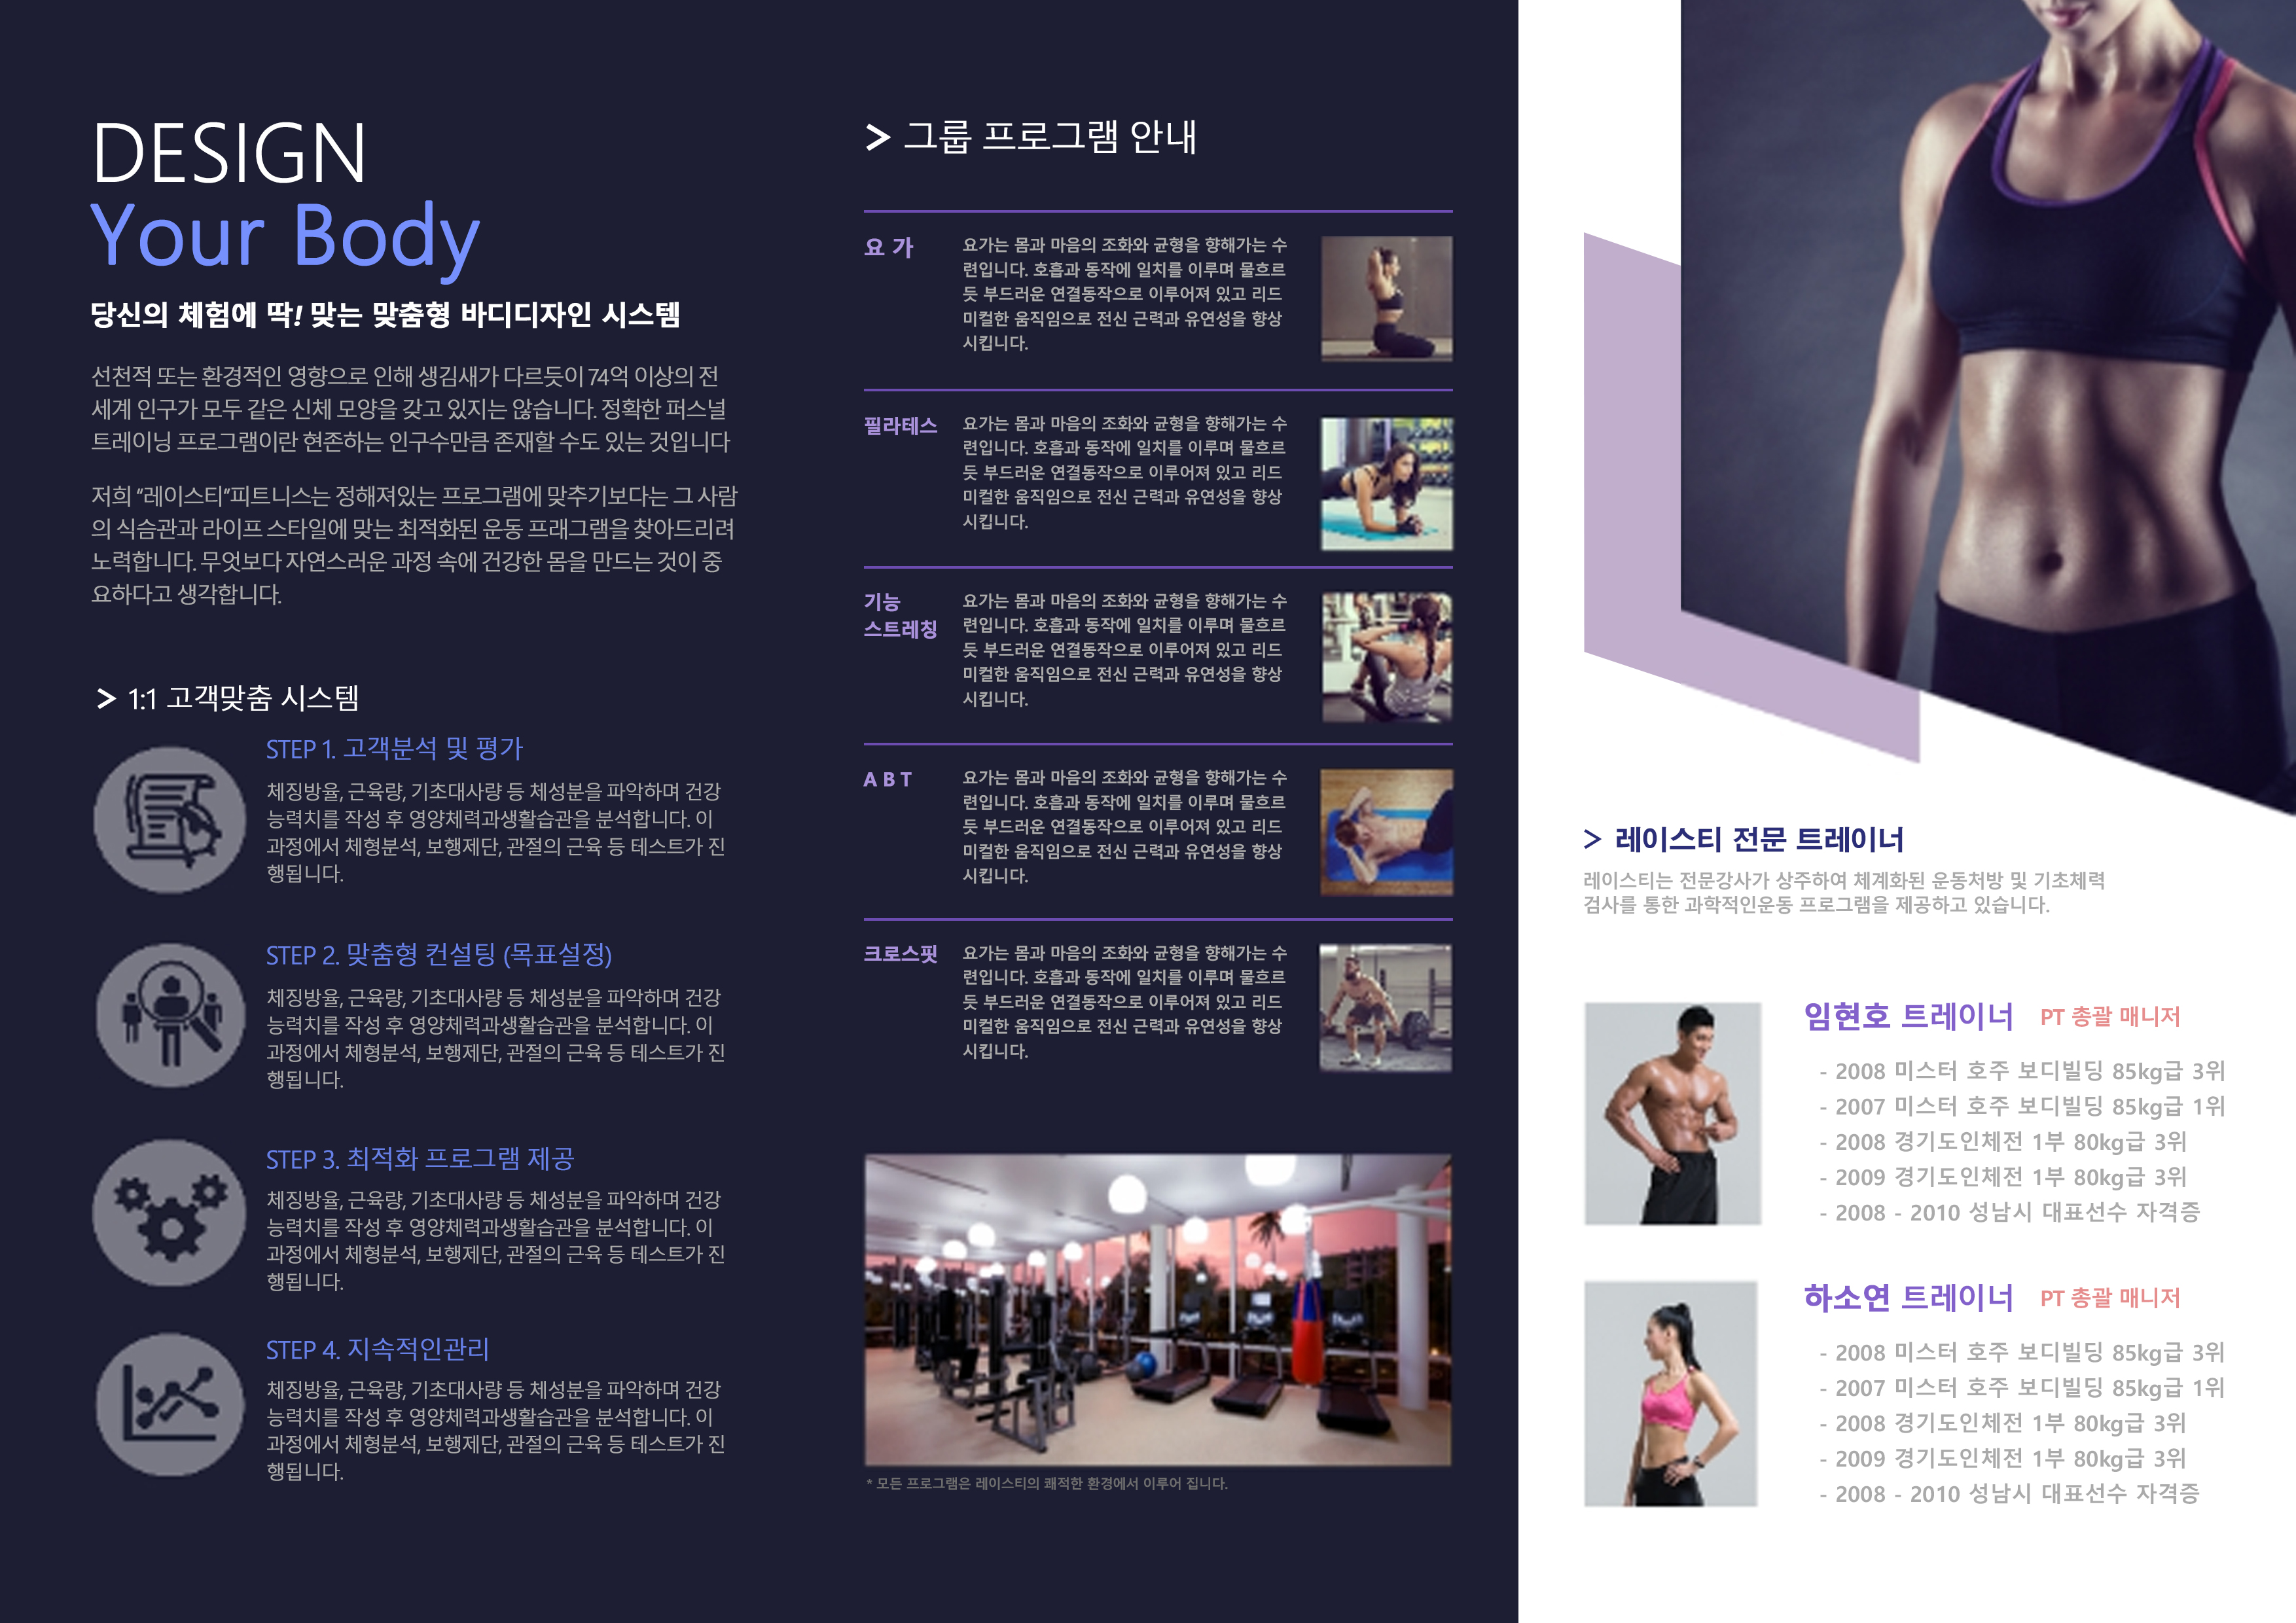 DESIGN
Your Body
당신의 체험에 딱! 맞는 맞춤형 바디디자인 시스템
선천적 또는 환경적인 영향으로 인해 생김새가 다르듯이 74억 이상의 전
세계 인구가 모두 같은 신체 모양을 갖고 있지는 않습니다. 정확한 퍼스널
트레이닝 프로그램이란 현존하는 인구수만큼 존재할 수도 있는 것입니다
저희 "레이스티"피트니스는 정해져있는 프로그램에 맞추기보다는 그 사람
의 식습관과 라이프 스타일에 맞는 최적화된 운동 프래그램을 찾아드리려
노력합니다. 무엇보다 자연스러운 과정 속에 건강한 몸을 만드는 것이 중
요하다고 생각합니다.
> 1:1 고객맞춤 시스템
STEP 1. 고객분석 및 평가
체징방율, 근육량, 기초대사량 등 체성분을 파악하며 건강
능력치를 작성 후 영양체력과생활습관을 분석합니다. 이
과정에서 체형분석, 보행제단, 관절의 근육 등 테스트가 진
행됩니다.
STEP 2. 맞춤형 컨설팅 (목표설정)
체징방율, 근육량, 기초대사량 등 체성분을 파악하며 건강
능력치를 작성 후 영양체력과생활습관을 분석합니다. 이
과정에서 체형분석, 보행제단, 관절의 근육 등 테스트가 진
행됩니다.
STEP 3. 최적화 프로그램 제공
체징방율, 근육량, 기초대사량 등 체성분을 파악하며 건강
능력치를 작성 후 영양체력과생활습관을 분석합니다. 이
과정에서 체형분석, 보행제단, 관절의 근육 등 테스트가 진
행됩니다.
STEP 4. 지속적인관리
체징방율, 근육량, 기초대사량 등 체성분을 파악하며 건강
능력치를 작성 후 영양체력과생활습관을 분석합니다. 이
과정에서 체형분석, 보행제단, 관절의 근육 등 테스트가 진
행됩니다.
> 그룹 프로그램 안내
요 가
요가는 몸과 마음의 조화와 균형을 향해가는 수
련입니다. 호흡과 동작에 일치를 이루며 물흐르
듯 부드러운 연결동작으로 이루어져 있고 리드
미컬한 움직임으로 전신 근력과 유연성을 향상
시킵니다.
필라테스
요가는 몸과 마음의 조화와 균형을 향해가는 수
련입니다. 호흡과 동작에 일치를 이루며 물흐르
듯 부드러운 연결동작으로 이루어져 있고 리드
미컬한 움직임으로 전신 근력과 유연성을 향상
시킵니다.
기능
스트레칭
요가는 몸과 마음의 조화와 균형을 향해가는 수
련입니다. 호흡과 동작에 일치를 이루며 물흐르
듯 부드러운 연결동작으로 이루어져 있고 리드
미컬한 움직임으로 전신 근력과 유연성을 향상
시킵니다.
A B T
요가는 몸과 마음의 조화와 균형을 향해가는 수
련입니다. 호흡과 동작에 일치를 이루며 물흐르
듯 부드러운 연결동작으로 이루어져 있고 리드
미컬한 움직임으로 전신 근력과 유연성을 향상
시킵니다.
크로스핏
요가는 몸과 마음의 조화와 균형을 향해가는 수
련입니다. 호흡과 동작에 일치를 이루며 물흐르
듯 부드러운 연결동작으로 이루어져 있고 리드
미컬한 움직임으로 전신 근력과 유연성을 향상
시킵니다.
* 모든 프로그램은 레이스티의 쾌적한 환경에서 이루어 집니다.
> 레이스티 전문 트레이너
레이스티는 전문강사가 상주하여 체계화된 운동처방 및 기초체력
검사를 통한 과학적인운동 프로그램을 제공하고 있습니다.
임현호 트레이너 PT 총괄 매니저
- 2008 미스터 호주 보디빌딩 85kg급 3위
- 2007 미스터 호주 보디빌딩 85kg급 1위
- 2008 경기도인체전 1부 80kg급 3위
- 2009 경기도인체전 1부 80kg급 3위
- 2008 - 2010 성남시 대표선수 자격증
하소연 트레이너 PT 총괄 매니저
- 2008 미스터 호주 보디빌딩 85kg급 3위
- 2007 미스터 호주 보디빌딩 85kg급 1위
- 2008 경기도인체전 1부 80kg급 3위
- 2009 경기도인체전 1부 80kg급 3위
- 2008 - 2010 성남시 대표선수 자격증